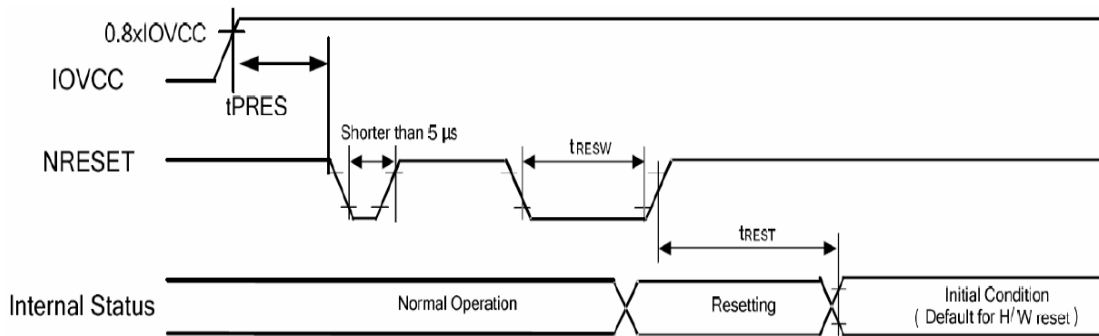 0.8xIOVCC
IOVCC
tPRES
Shorter than 5 µs
NRESET
tRESW
tREST
Internal Status
Normal Operation
Resetting
Initial Condition
( Default for H/W reset )